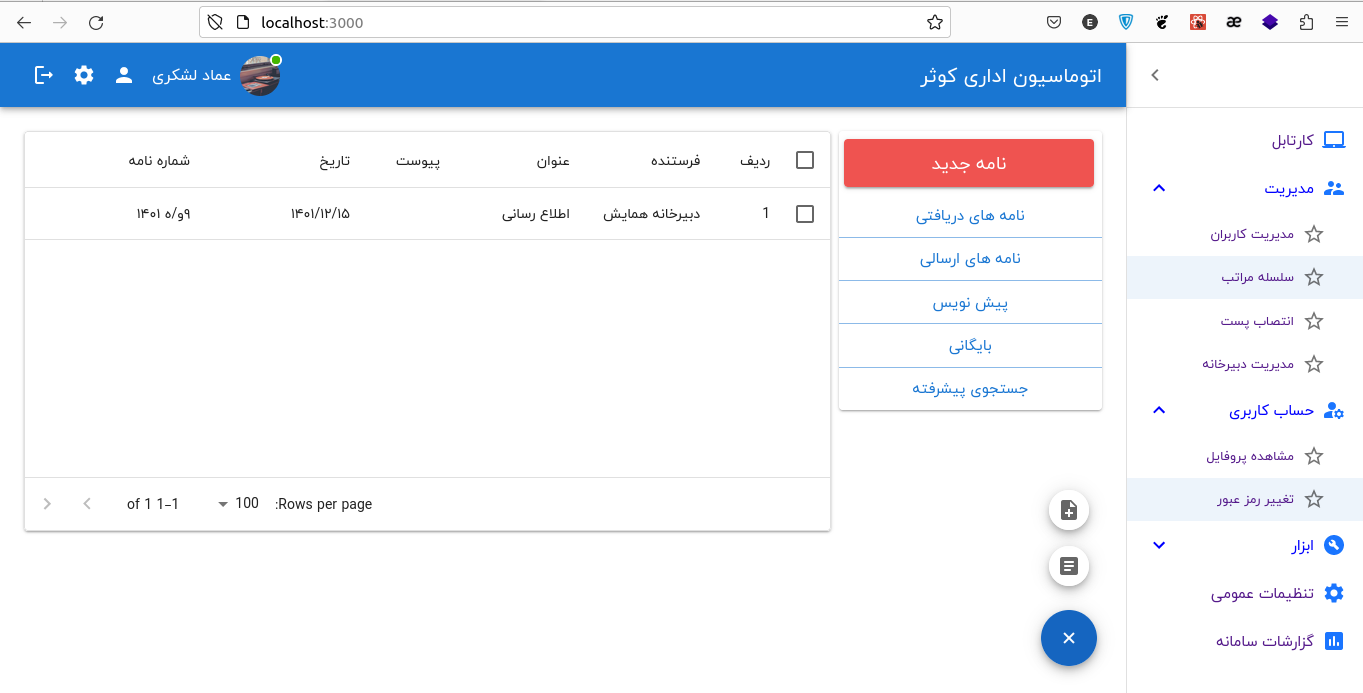 localhost:3000
اتوماسیون اداری کوثر
عماد لشکری
کارتابل
مدیریت
مدیریت کاربران
سلسله مراتب
انتصاب پست
مدیریت دبیرخانه
حساب کاربری
مشاهده پروفایل
تغییر رمز عبور
ابزار
تنظیمات عمومی
گزارشات سامانه
نامه جدید
نامه های دریافتی
نامه های ارسالی
پیش نویس
بایگانی
جستجوی پیشرفته
ردیف فرستنده عنوان پیوست تاریخ شماره نامه
1 دبیرخانه همایش اطلاع رسانی ۱۴۰۱/۱۲/۱۵ ۹و/ه ۱۴۰۱
:Rows per page 100 of 1 1–1